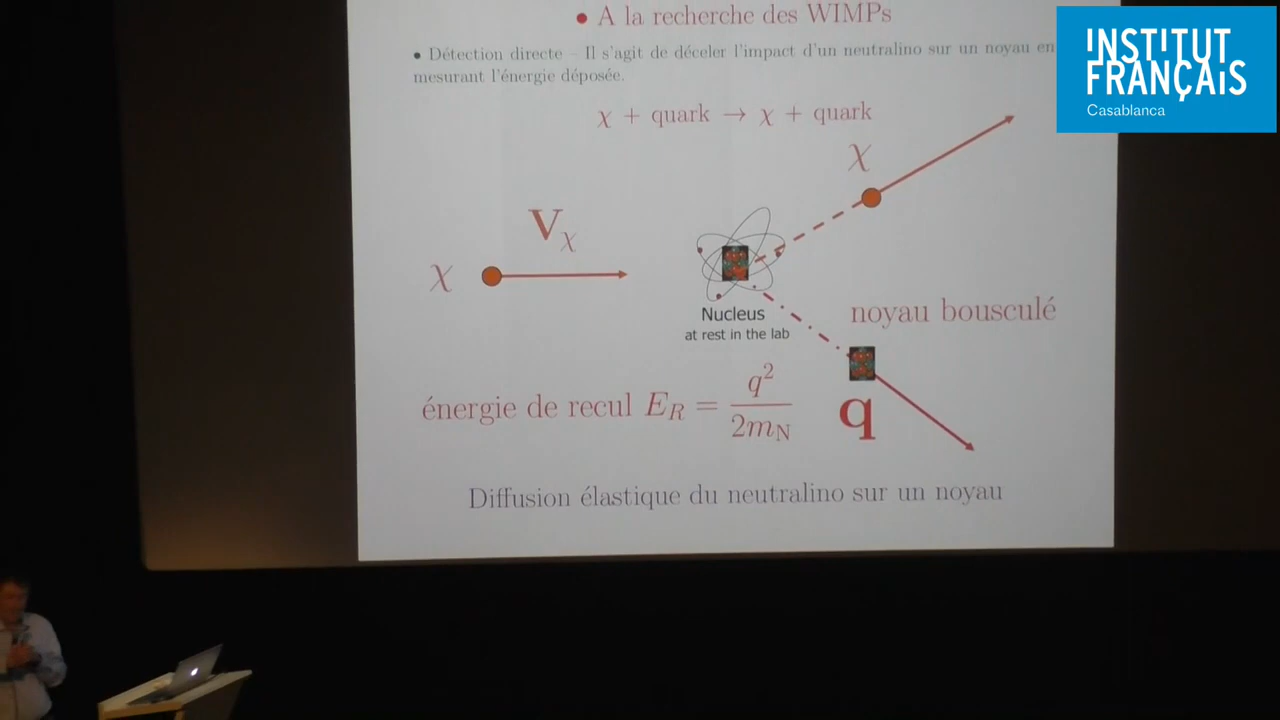 • A la recherche des WIMPs
• Détection directe – Il s'agit de déceler l'impact d'un neutralino sur un noyau en
mesurant l'énergie déposée.
χ + quark → χ + quark
χ
V_χ
χ
Nucleus
at rest in the lab
noyau bousculé
énergie de recul E_R = q²/2m_N
q
Diffusion élastique du neutralino sur un noyau
INSTITUT
FRANÇAIS
Casablanca